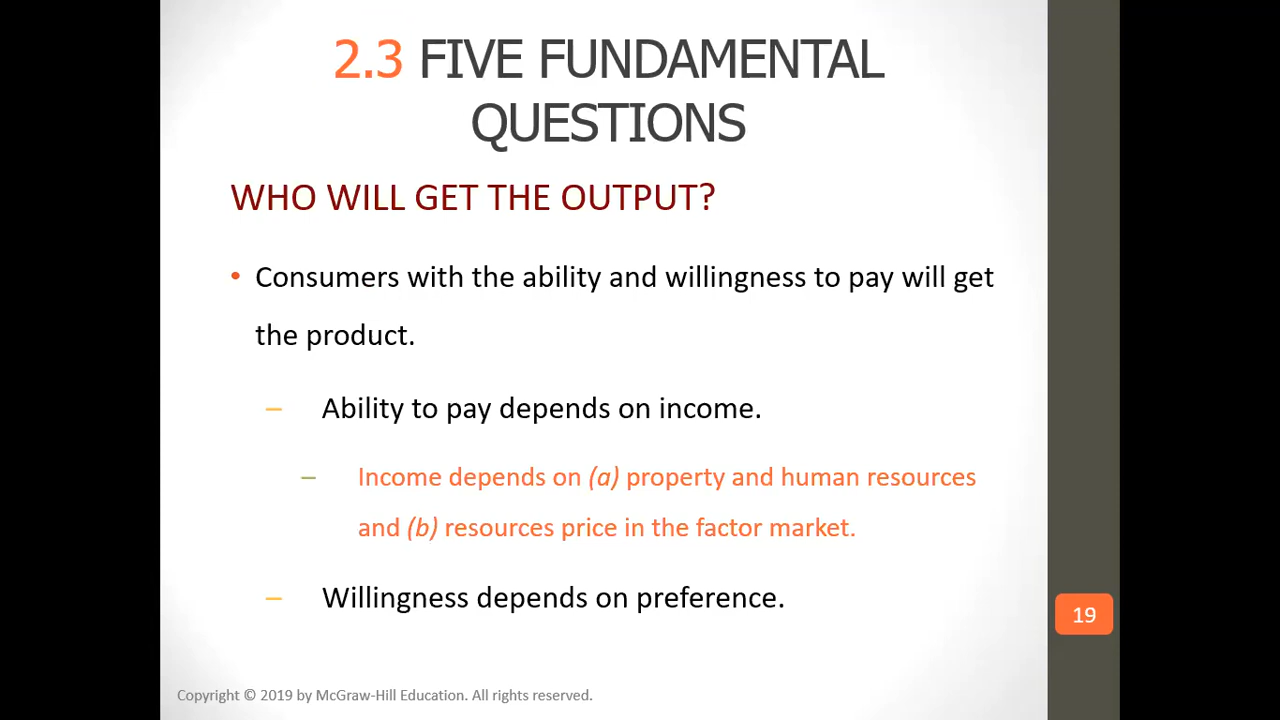 2.3 FIVE FUNDAMENTAL
QUESTIONS
WHO WILL GET THE OUTPUT?
• Consumers with the ability and willingness to pay will get
the product.
– Ability to pay depends on income.
– Income depends on (a) property and human resources
and (b) resources price in the factor market.
– Willingness depends on preference.
19
Copyright © 2019 by McGraw-Hill Education. All rights reserved.